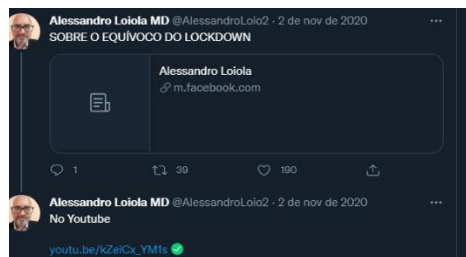 Alessandro Loiola MD @AlessandroLoio2 · 2 de nov de 2020 ···
SOBRE O EQUÍVOCO DO LOCKDOWN
Alessandro Loiola
m.facebook.com
1 39 190
Alessandro Loiola MD @AlessandroLoio2 · 2 de nov de 2020 ···
No Youtube
youtu.be/kZeiCx_YM1s